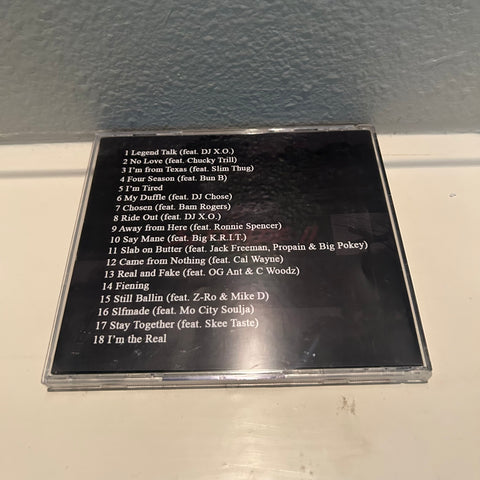 1 Legend Talk (feat. DJ X.O.)
2 No Love (feat. Chucky Trill)
3 I'm from Texas (feat. Slim Thug)
4 Four Season (feat. Bun B)
5 I'm Tired
6 My Duffle (feat. DJ Chose)
7 Chosen (feat. Bam Rogers)
8 Ride Out (feat. DJ X.O.)
9 Away from Here (feat. Ronnie Spencer)
10 Say Mane (feat. Big K.R.I.T.)
11 Slab on Butter (feat. Jack Freeman, Propain & Big Pokey)
12 Came from Nothing (feat. Cal Wayne)
13 Real and Fake (feat. OG Ant & C Woodz)
14 Fiening
15 Still Ballin (feat. Z-Ro & Mike D)
16 Slfmade (feat. Mo City Soulja)
17 Stay Together (feat. Skee Taste)
18 I'm the Real